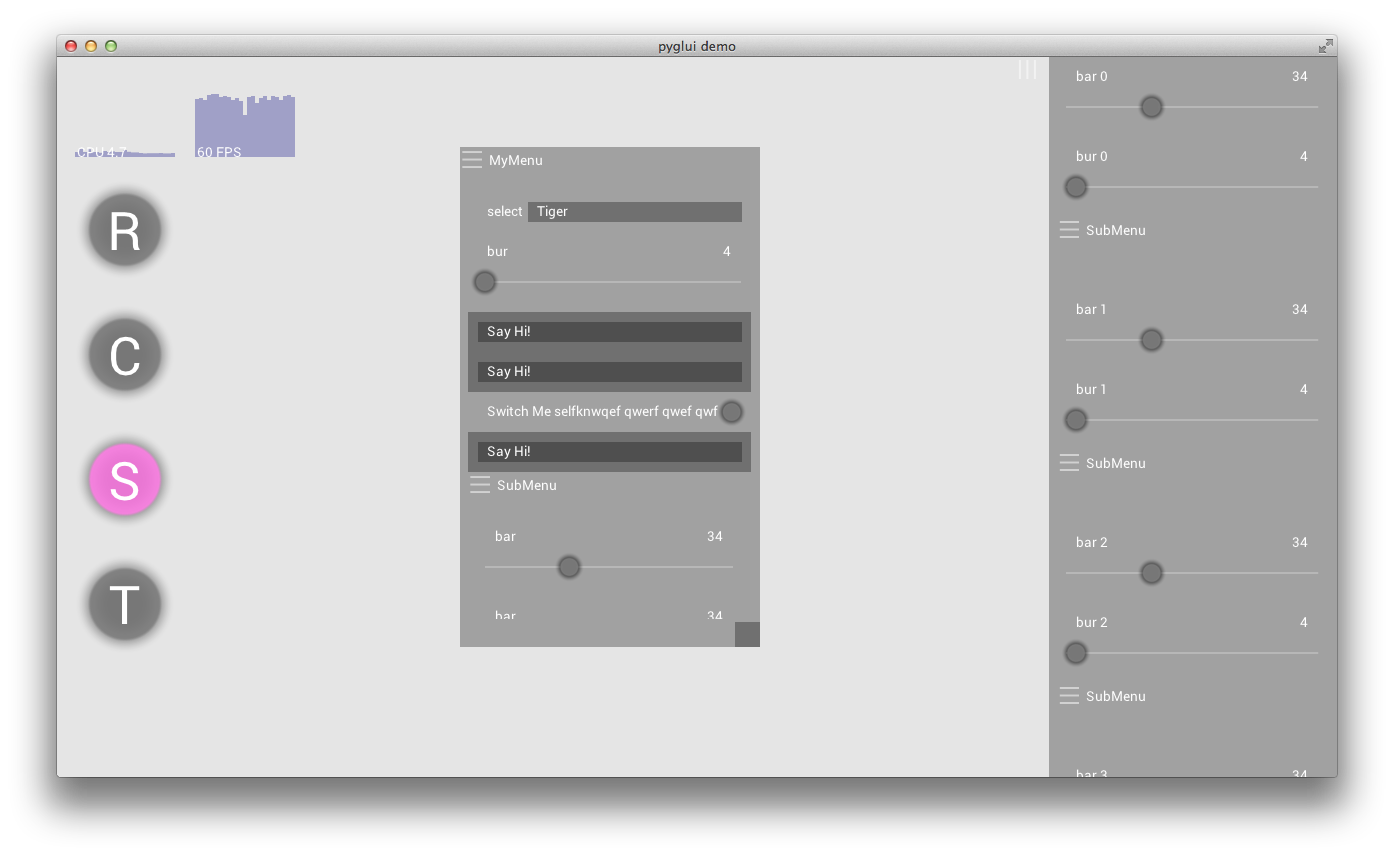 pyglui demo
CPU 4.7
60 FPS
R
C
S
T
MyMenu
select Tiger
bur 4
Say Hi!
Say Hi!
Switch Me selfknwqef qwerf qwef qwf
Say Hi!
SubMenu
bar 34
bar 34
bar 0 34
bur 0 4
SubMenu
bar 1 34
bur 1 4
SubMenu
bar 2 34
bur 2 4
SubMenu
bar 3 34